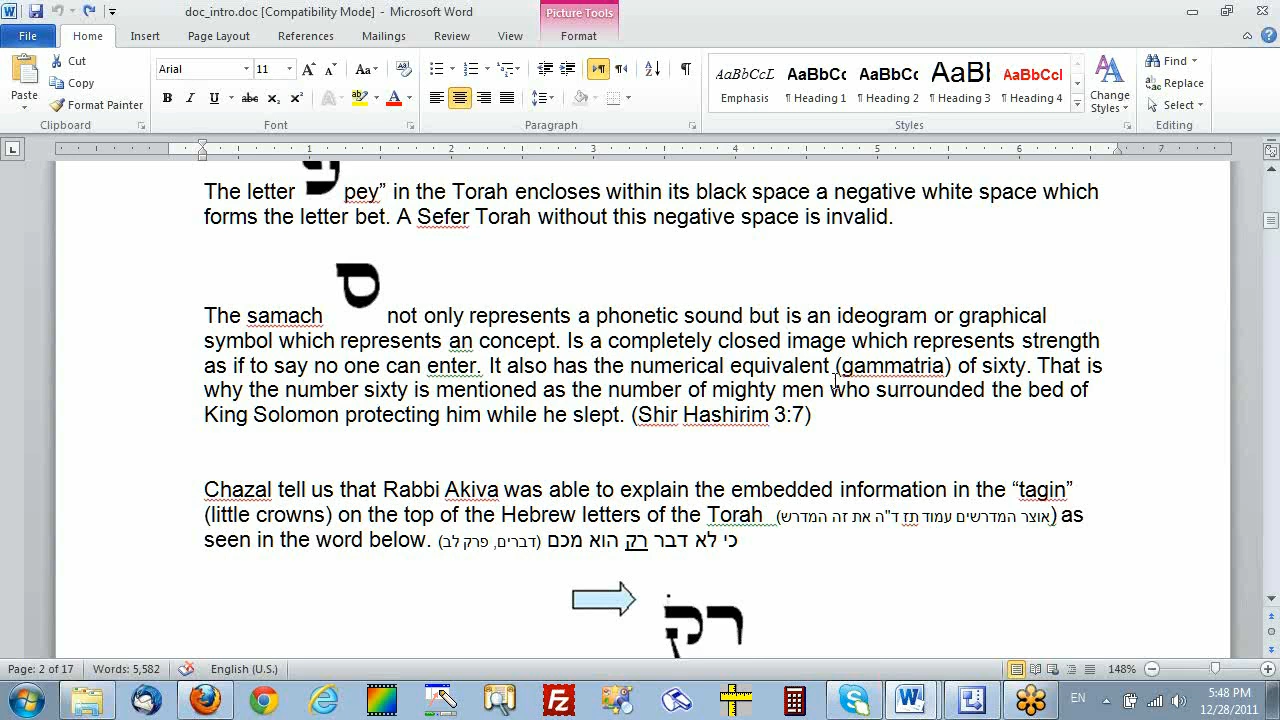 doc_intro.doc [Compatibility Mode] - Microsoft Word
Picture Tools
File Home Insert Page Layout References Mailings Review View Format
Paste
Cut
Copy
Format Painter
Arial 11
AaBbCcL AaBbCc AaBbCc AaBl AaBbCcl
Emphasis ¶ Heading 1 ¶ Heading 2 ¶ Heading 3 ¶ Heading 4
Change
Styles
Find
Replace
Select
Clipboard Font Paragraph Styles Editing
1 2 3 4 5 6 7
פ
The letter pey” in the Torah encloses within its black space a negative white space which
forms the letter bet. A Sefer Torah without this negative space is invalid.
ס
The samach not only represents a phonetic sound but is an ideogram or graphical
symbol which represents an concept. Is a completely closed image which represents strength
as if to say no one can enter. It also has the numerical equivalent (gammatria) of sixty. That is
why the number sixty is mentioned as the number of mighty men who surrounded the bed of
King Solomon protecting him while he slept. (Shir Hashirim 3:7)
Chazal tell us that Rabbi Akiva was able to explain the embedded information in the “tagin”
(little crowns) on the top of the Hebrew letters of the Torah (אוצר המדרשים עמוד תז ד"ה את זה המדרש) as
seen in the word below. כי לא דבר רק הוא מכם (דברים, פרק לב)
רק
Page: 2 of 17 Words: 5,582 English (U.S.) 148%
EN 5:48 PM
12/28/2011